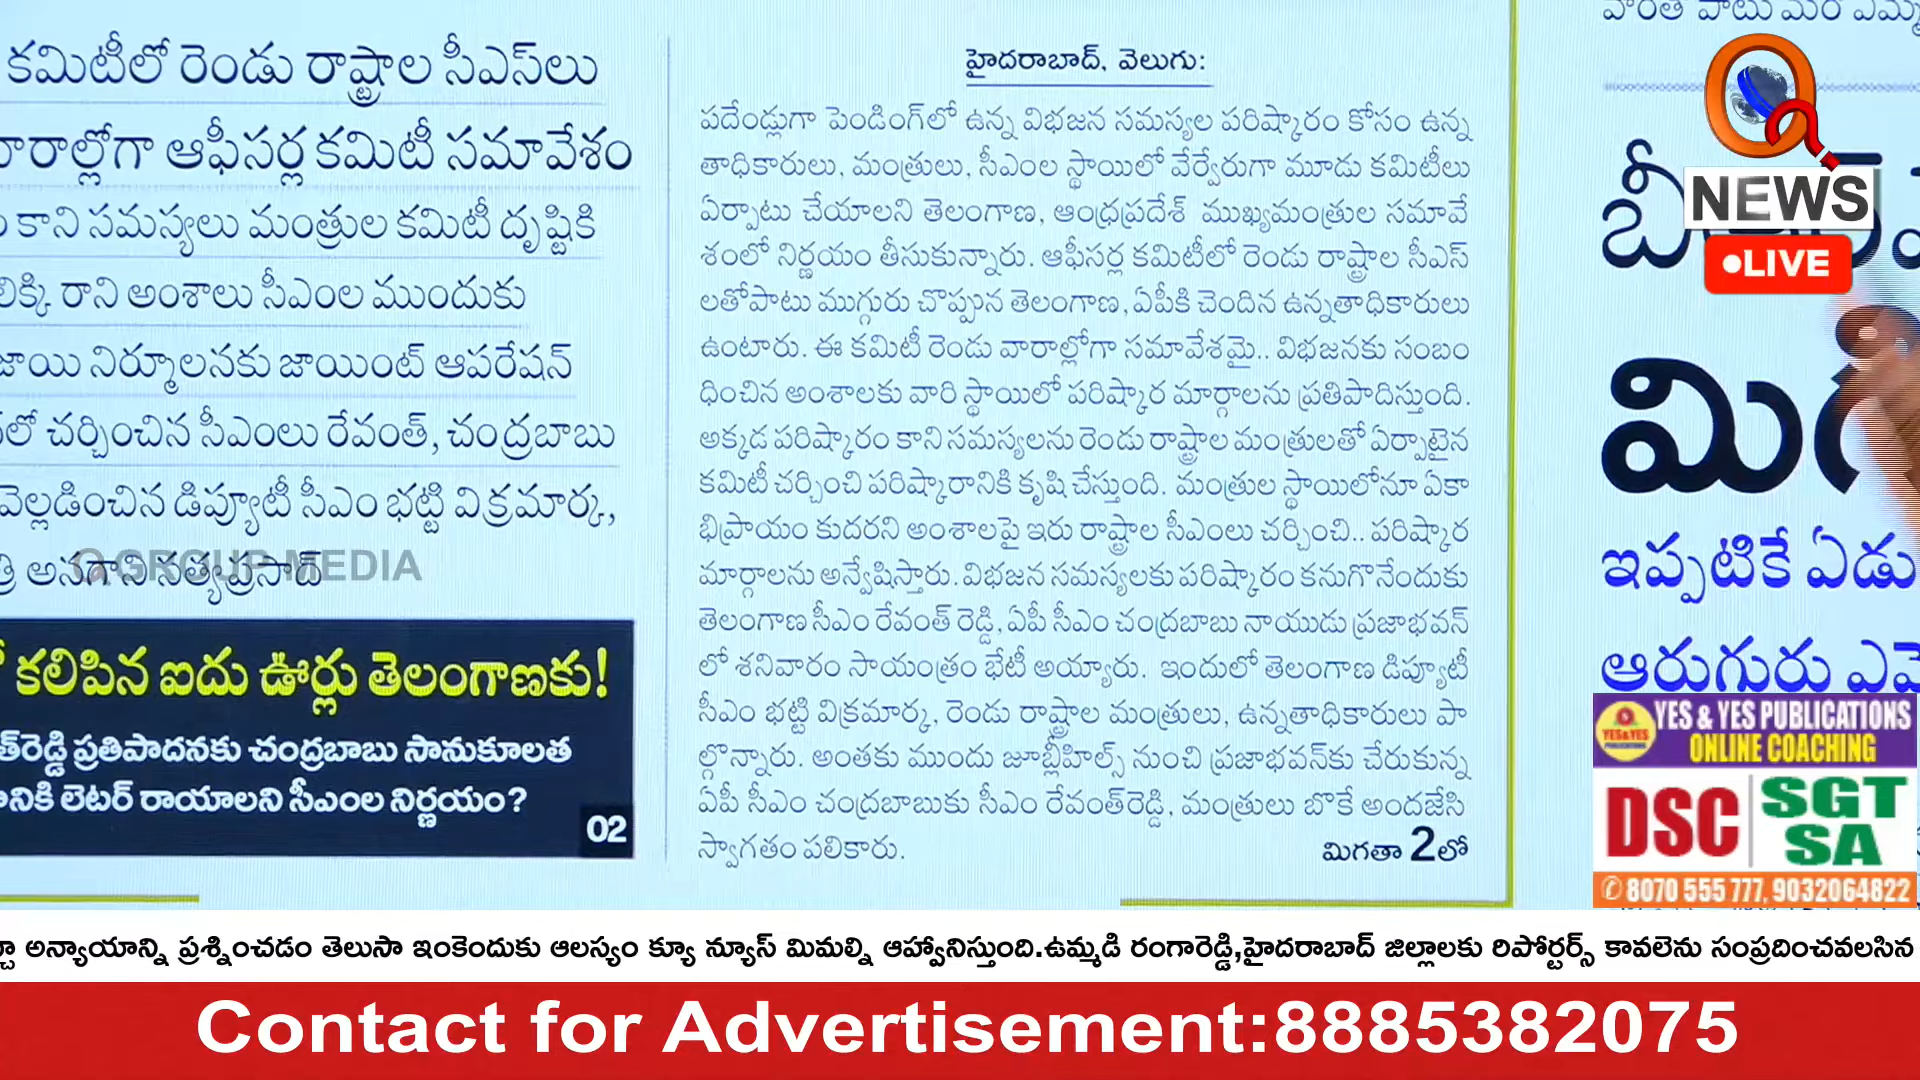 కమిటీలో రెండు రాష్ట్రాల సీఎస్‌లు
వారాల్లోగా ఆఫీసర్ల కమిటీ సమావేశం
కాని సమస్యలు మంత్రుల కమిటీ దృష్టికి
రాని అంశాలు సీఎంల ముందుకు
నిర్మూలనకు జాయింట్ ఆపరేషన్
చర్చించిన సీఎంలు రేవంత్, చంద్రబాబు
వెల్లడించిన డిప్యూటీ సీఎం భట్టి విక్రమార్క,
అనగాని సత్యప్రసాద్
Q GROUP MEDIA
కలిపిన ఐదు ఊర్లు తెలంగాణకు!
ప్రతిపాదనకు చంద్రబాబు సానుకూలత
లెటర్ రాయాలని సీఎంల నిర్ణయం?
02
హైదరాబాద్, వెలుగు:
పదేండ్లుగా పెండింగ్‌లో ఉన్న విభజన సమస్యల పరిష్కారం కోసం ఉన్న
తాధికారులు, మంత్రులు, సీఎంల స్థాయిలో వేర్వేరుగా మూడు కమిటీలు
ఏర్పాటు చేయాలని తెలంగాణ, ఆంధ్రప్రదేశ్ ముఖ్యమంత్రుల సమావే
శంలో నిర్ణయం తీసుకున్నారు. ఆఫీసర్ల కమిటీలో రెండు రాష్ట్రాల సీఎస్
లతోపాటు ముగ్గురు చొప్పున తెలంగాణ, ఏపీకి చెందిన ఉన్నతాధికారులు
ఉంటారు. ఈ కమిటీ రెండు వారాల్లోగా సమావేశమై.. విభజనకు సంబం
ధించిన అంశాలకు వారి స్థాయిలో పరిష్కార మార్గాలను ప్రతిపాదిస్తుంది.
అక్కడ పరిష్కారం కాని సమస్యలను రెండు రాష్ట్రాల మంత్రులతో ఏర్పాటైన
కమిటీ చర్చించి పరిష్కారానికి కృషి చేస్తుంది. మంత్రుల స్థాయిలోనూ ఏకా
భిప్రాయం కుదరని అంశాలపై ఇరు రాష్ట్రాల సీఎంలు చర్చించి.. పరిష్కార
మార్గాలను అన్వేషిస్తారు. విభజన సమస్యలకు పరిష్కారం కనుగొనేందుకు
తెలంగాణ సీఎం రేవంత్ రెడ్డి, ఏపీ సీఎం చంద్రబాబు నాయుడు ప్రజాభవన్
లో శనివారం సాయంత్రం భేటీ అయ్యారు. ఇందులో తెలంగాణ డిప్యూటీ
సీఎం భట్టి విక్రమార్క, రెండు రాష్ట్రాల మంత్రులు, ఉన్నతాధికారులు పా
ల్గొన్నారు. అంతకు ముందు జూబ్లీహిల్స్ నుంచి ప్రజాభవన్‌కు చేరుకున్న
ఏపీ సీఎం చంద్రబాబుకు సీఎం రేవంత్‌రెడ్డి, మంత్రులు బొకే అందజేసి
స్వాగతం పలికారు.
మిగతా 2లో
Q NEWS
LIVE
ఇప్పటికే ఏడు
ఆరుగురు
YES & YES PUBLICATIONS
ONLINE COACHING
DSC SGT
SA
8070 555 777, 9032064822
అన్యాయాన్ని ప్రశ్నించడం తెలుసా ఇంకెందుకు ఆలస్యం క్యూ న్యూస్ మిమల్ని ఆహ్వానిస్తుంది.ఉమ్మడి రంగారెడ్డి,హైదరాబాద్ జిల్లాలకు రిపోర్టర్స్ కావలెను సంప్రదించవలసిన
Contact for Advertisement:8885382075